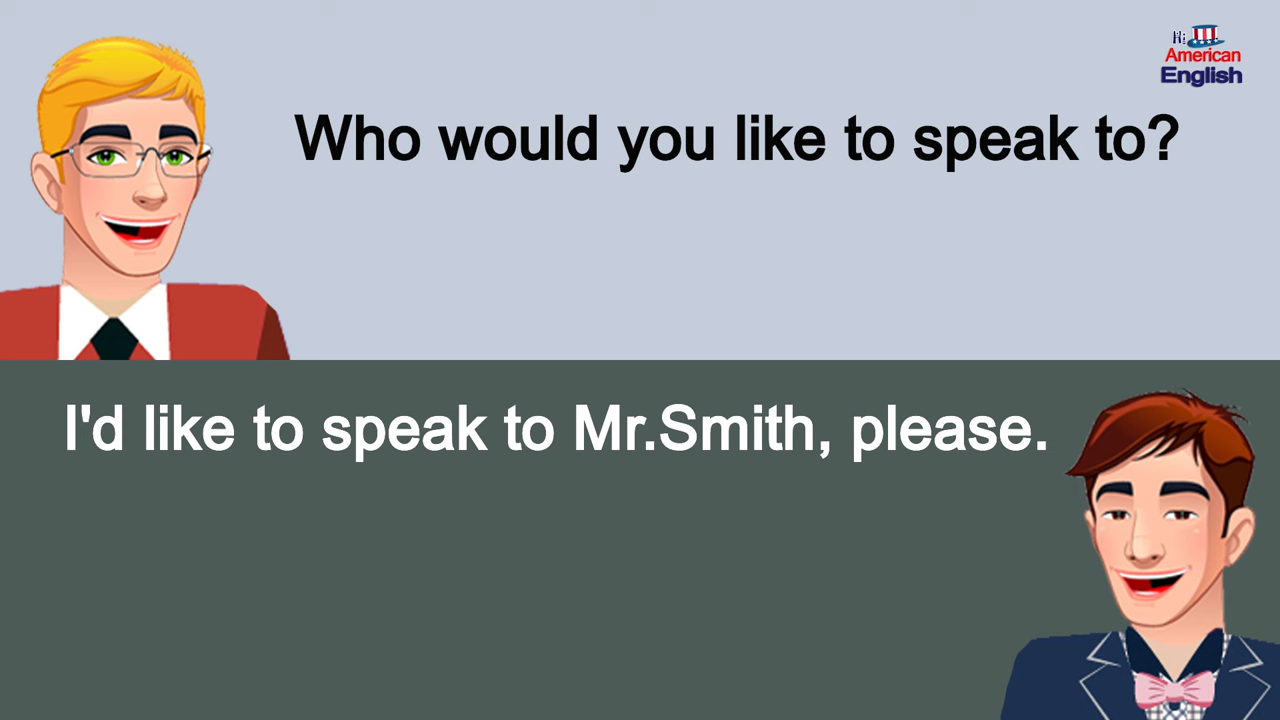 Hi
American
English
Who would you like to speak to?
I'd like to speak to Mr.Smith, please.